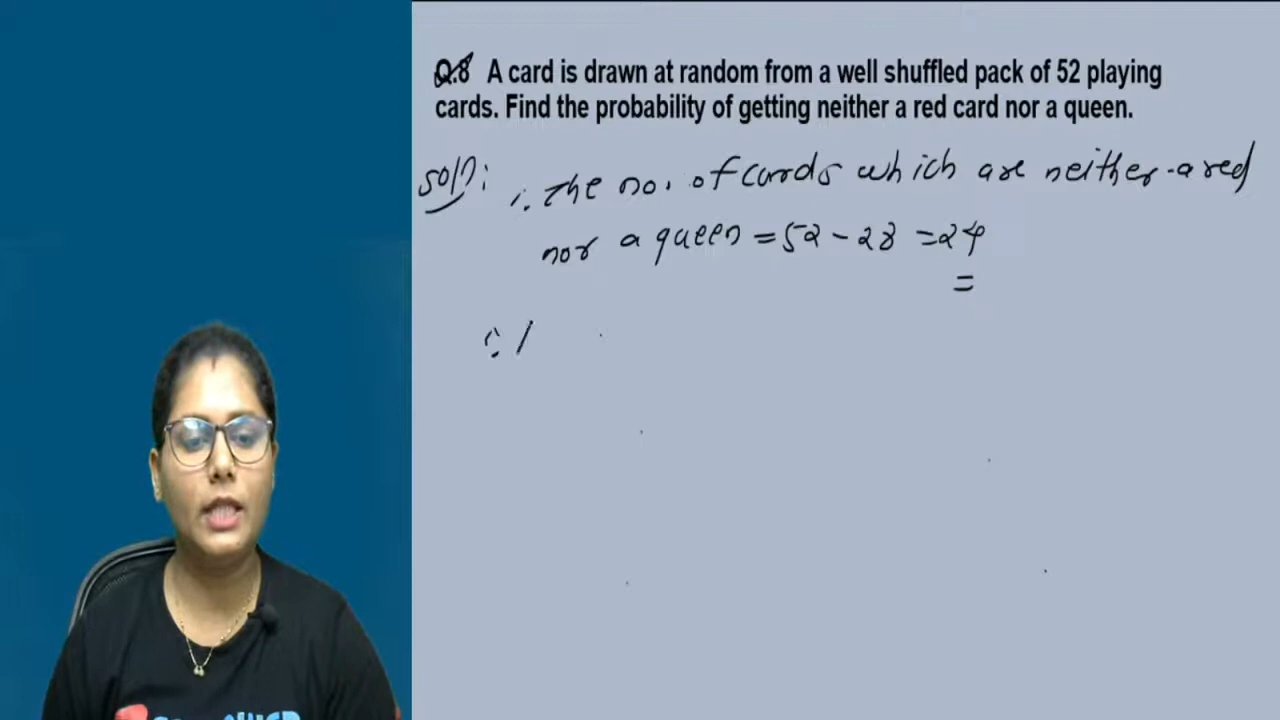 Q.8 A card is drawn at random from a well shuffled pack of 52 playing
cards. Find the probability of getting neither a red card nor a queen.
Soln: i. the no. of cards which are neither a red
nor a queen = 52 - 28 = 24
=